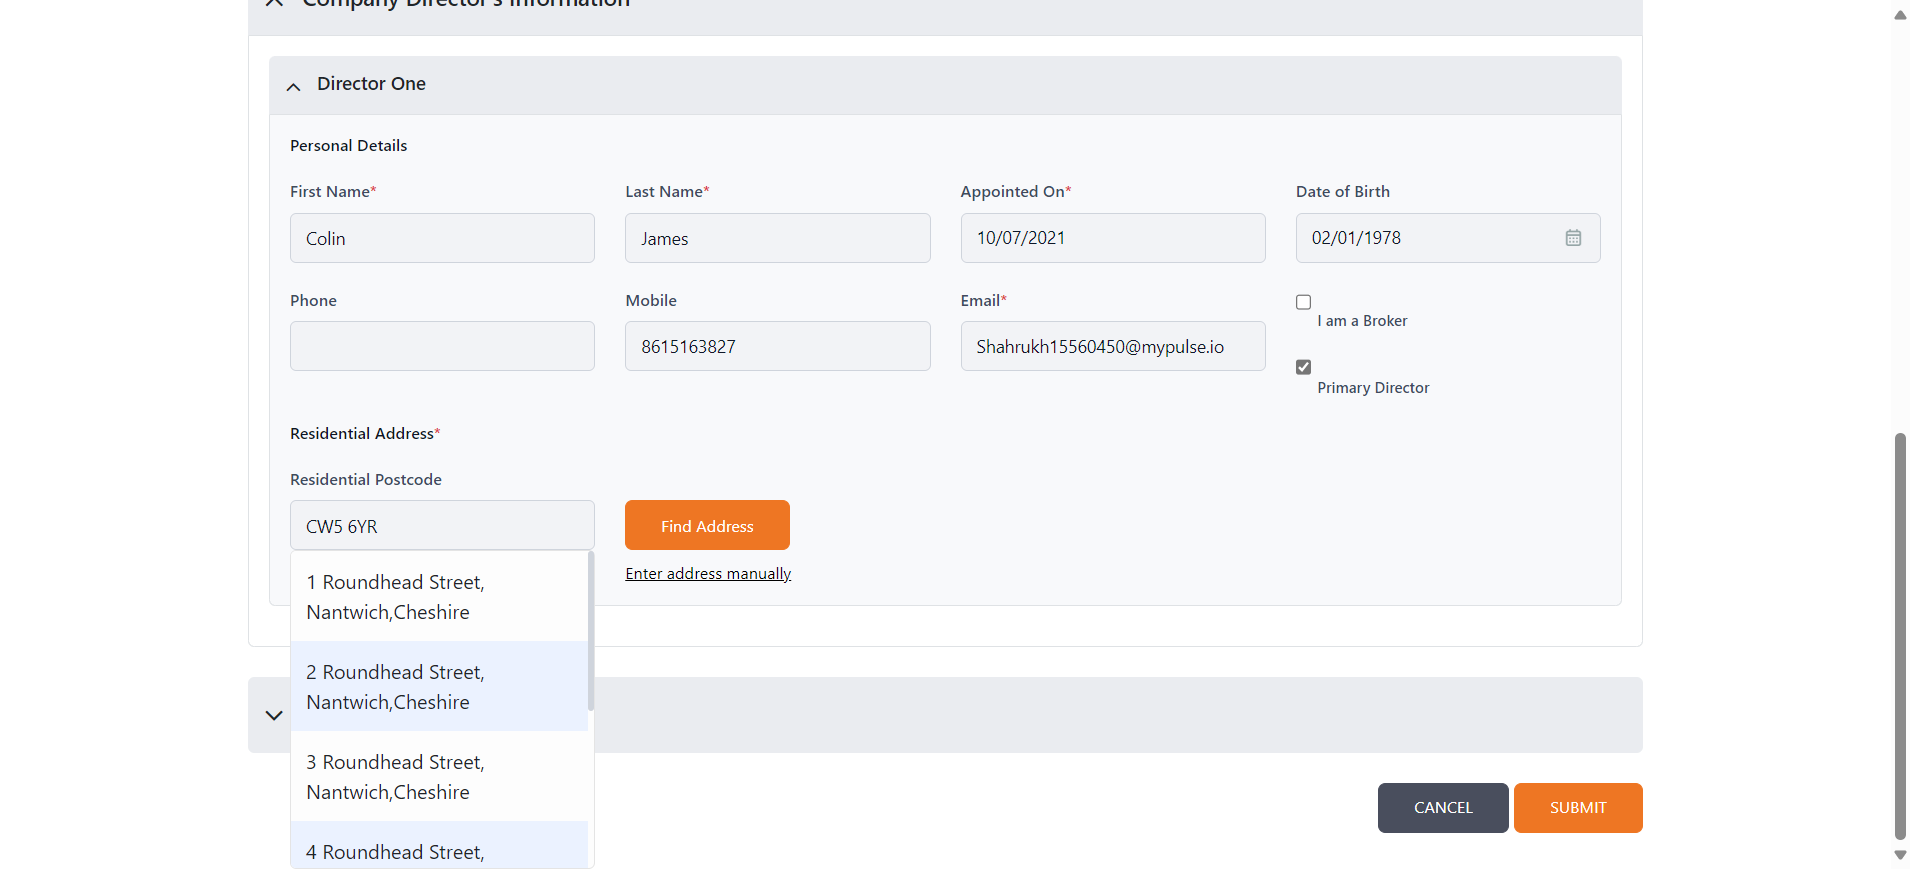 Company Director's Information
Director One
Personal Details
First Name*
Last Name*
Appointed On*
Date of Birth
Colin
James
10/07/2021
02/01/1978
Phone
Mobile
Email*
I am a Broker
8615163827
Shahrukh15560450@mypulse.io
Primary Director
Residential Address*
Residential Postcode
CW5 6YR
Find Address
Enter address manually
1 Roundhead Street,
Nantwich,Cheshire
2 Roundhead Street,
Nantwich,Cheshire
3 Roundhead Street,
Nantwich,Cheshire
4 Roundhead Street,
CANCEL
SUBMIT